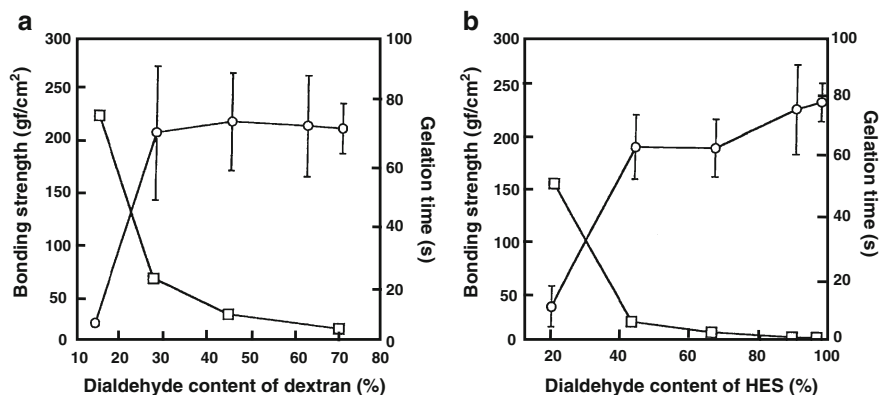 a
Bonding strength (gf/cm²)
300
250
200
150
100
50
0
100
80
60
40
20
0
Gelation time (s)
10 20 30 40 50 60 70 80
Dialdehyde content of dextran (%)
b
Bonding strength (gf/cm²)
300
250
200
150
100
50
0
100
80
60
40
20
0
Gelation time (s)
20 40 60 80 100
Dialdehyde content of HES (%)